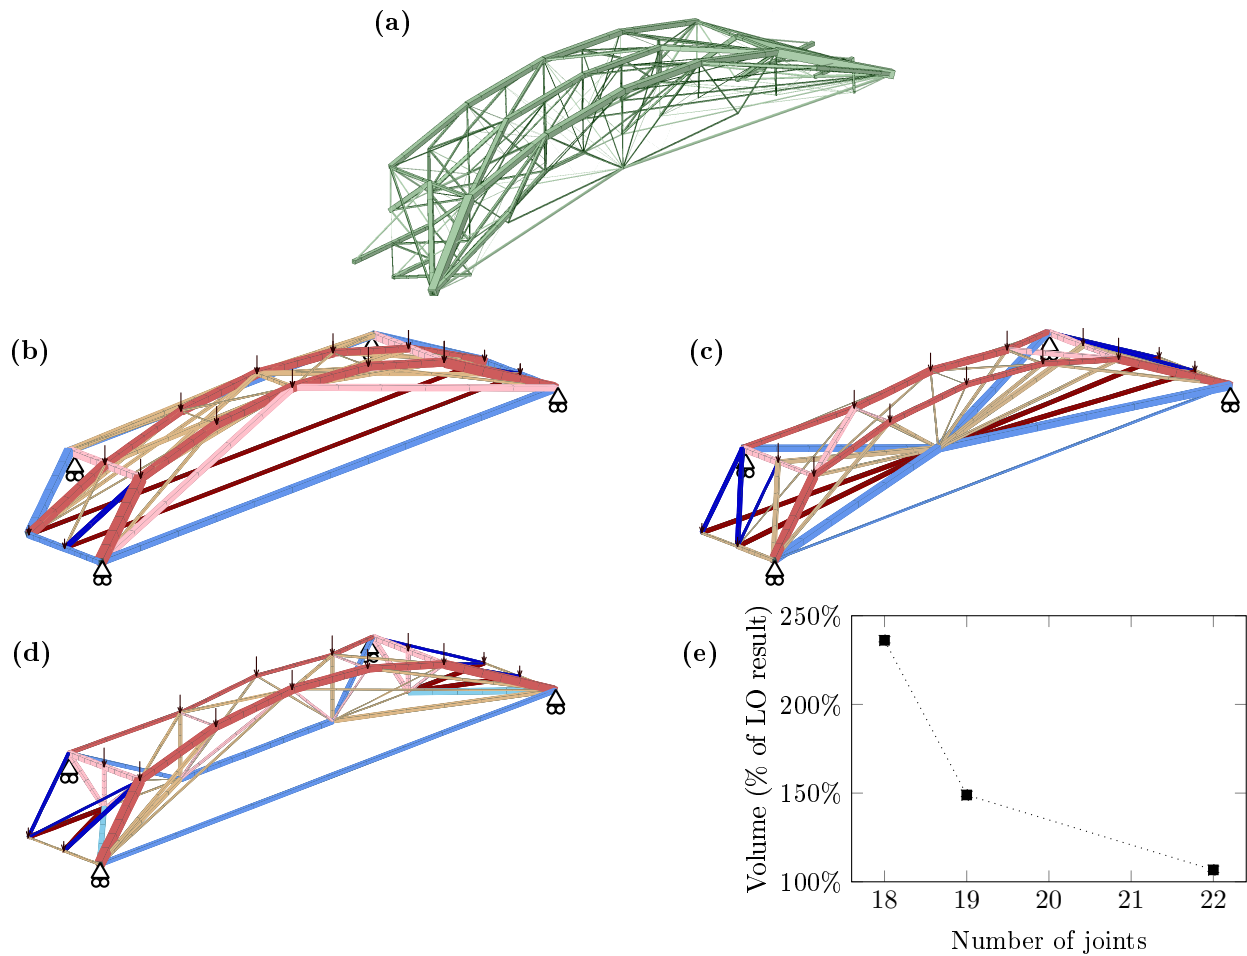 (a)
(b)
(c)
(d)
(e)
Volume (% of LO result)
250%
200%
150%
100%
18 19 20 21 22
Number of joints